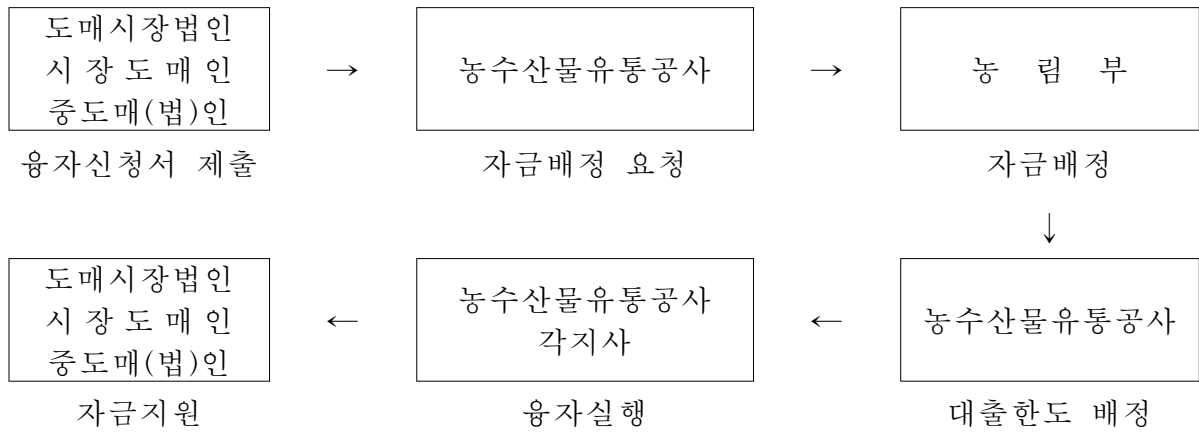 도매시장법인
시 장 도 매 인
중도매(법)인
→
농수산물유통공사
→
농 림 부
융자신청서 제출
자금배정 요청
자금배정
↓
도매시장법인
시 장 도 매 인
중도매(법)인
←
농수산물유통공사
각지사
←
농수산물유통공사
자금지원
융자실행
대출한도 배정